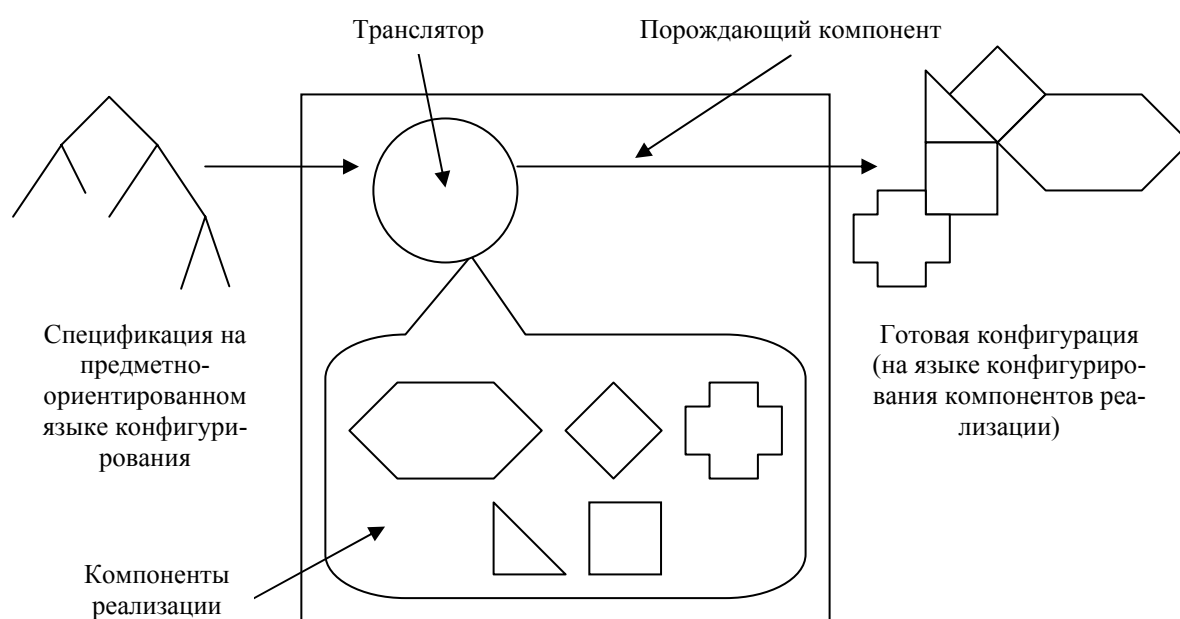 Транслятор
Порождающий компонент
Спецификация на
предметно-
ориентированном
языке конфигури-
рования
Готовая конфигурация
(на языке конфигуриро-
вания компонентов реа-
лизации)
Компоненты
реализации